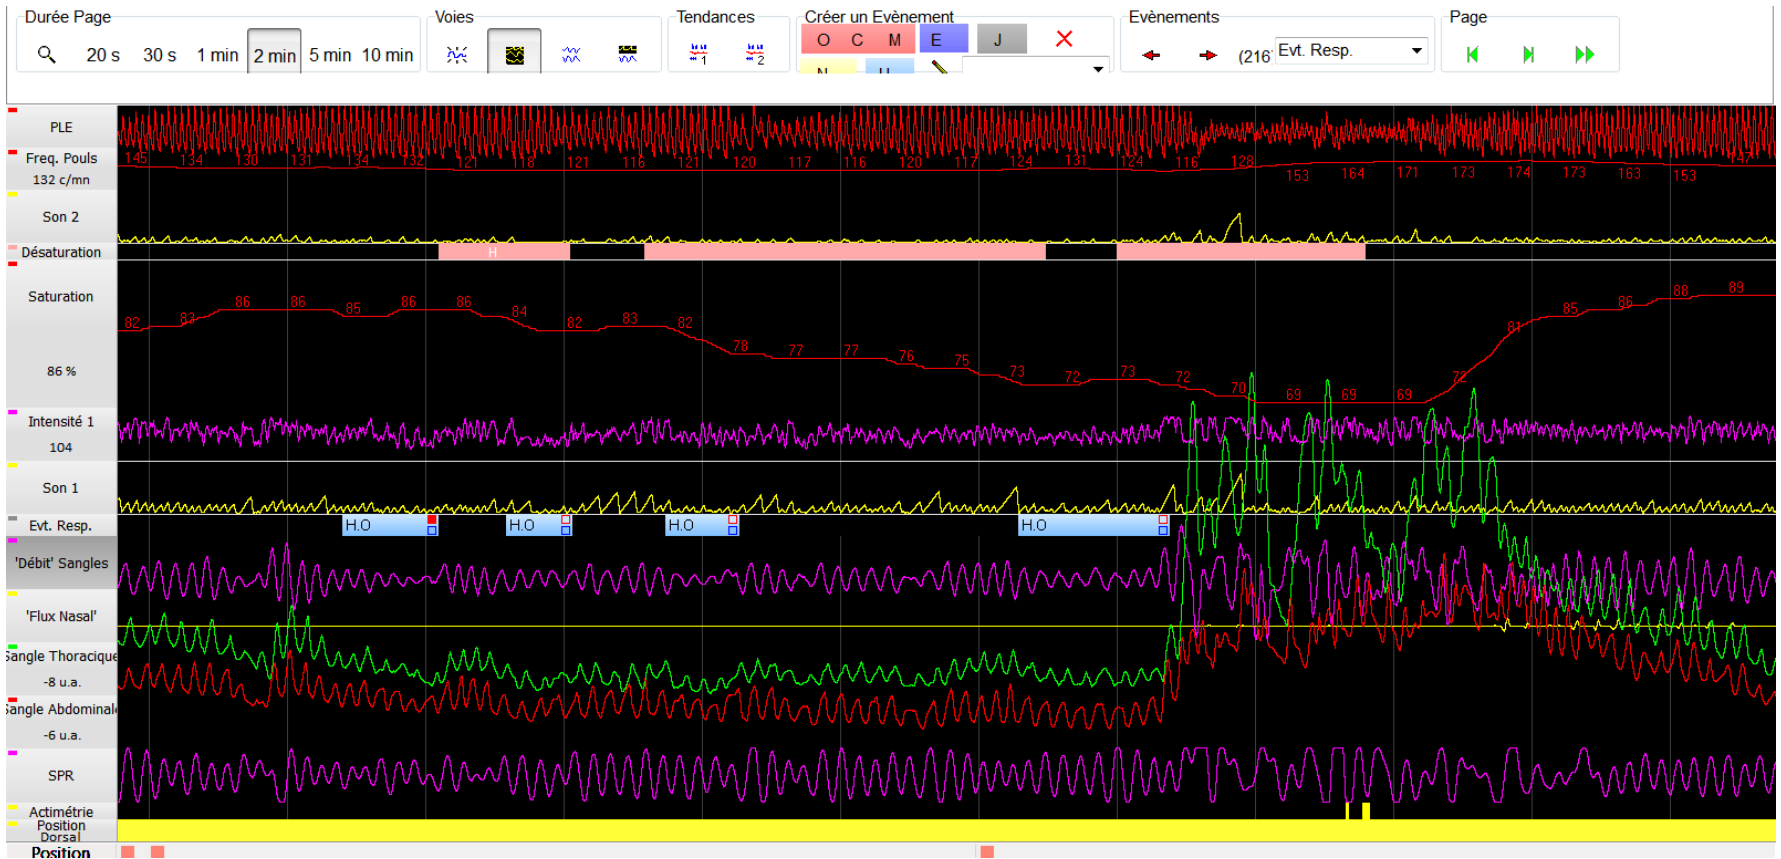 Durée Page
Voies
Tendances
Créer un Evènement
Evènements
Page
20 s 30 s 1 min 2 min 5 min 10 min
1
2
O C M E J
N H
(216
Evt. Resp.
PLE
Freq. Pouls
132 c/mn
145 134 130 131 134 132 121 118 121 116 121 120 117 116 120 117 124 131 124 116 128 153 164 171 173 174 173 163 153 147
Son 2
Désaturation
H
Saturation
86 %
82 83 86 86 85 86 86 84 82 83 82 78 77 77 76 75 73 72 73 72 70 69 69 69 72 81 85 86 88 89
Intensité 1
104
Son 1
Evt. Resp.
H.O H.O H.O H.O
'Débit' Sangles
'Flux Nasal'
Sangle Thoracique
-8 u.a.
Sangle Abdominale
-6 u.a.
SPR
Actimétrie
Position
Dorsal
Position